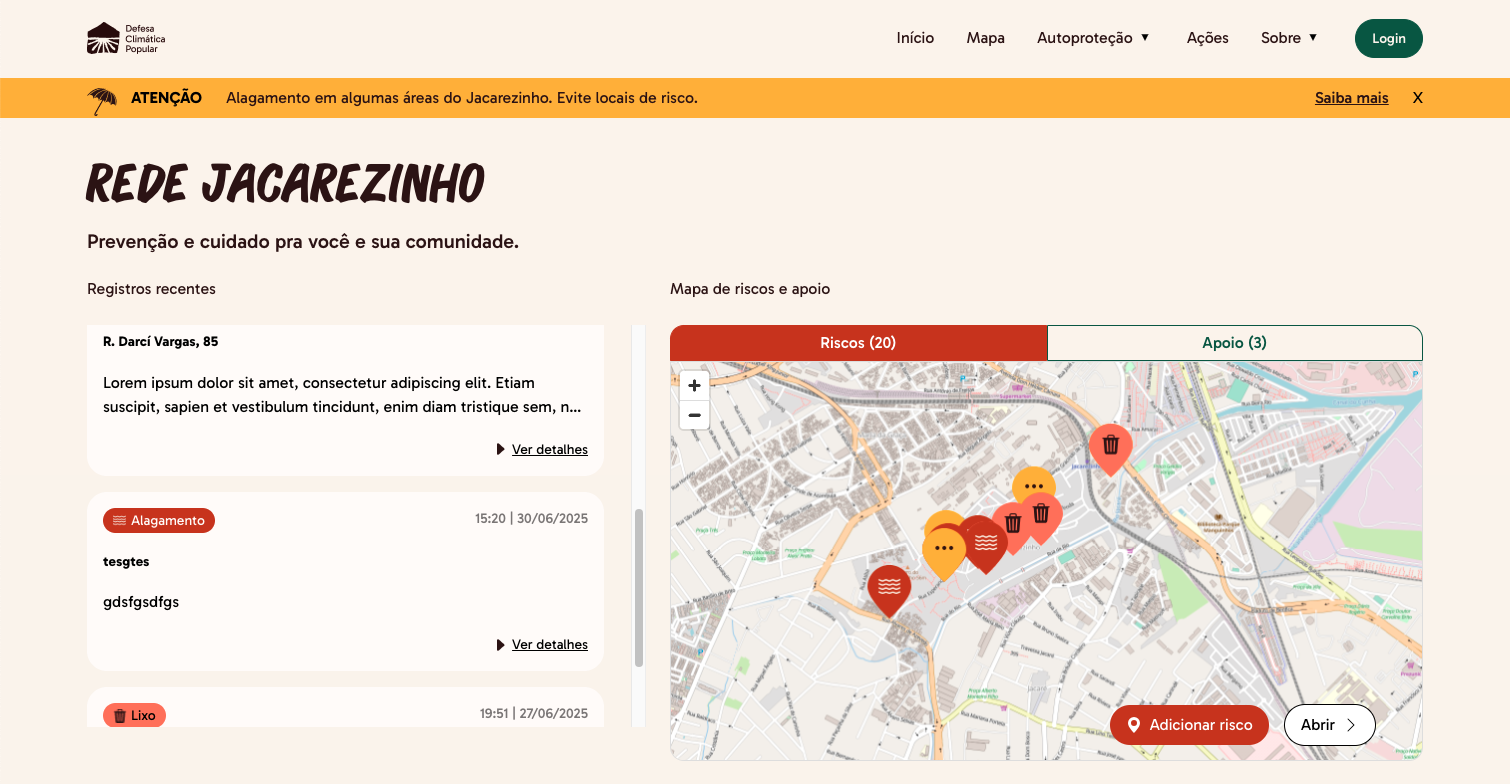 Defesa
Climática
Popular
Início
Mapa
Autoproteção ▼
Ações
Sobre ▼
Login
ATENÇÃO
Alagamento em algumas áreas do Jacarezinho. Evite locais de risco.
Saiba mais
X
REDE JACAREZINHO
Prevenção e cuidado pra você e sua comunidade.
Registros recentes
R. Darcí Vargas, 85
Lorem ipsum dolor sit amet, consectetur adipiscing elit. Etiam
suscipit, sapien et vestibulum tincidunt, enim diam tristique sem, n...
Ver detalhes
Alagamento
15:20 | 30/06/2025
tesgtes
gdsfgsdfgs
Ver detalhes
Lixo
19:51 | 27/06/2025
Mapa de riscos e apoio
Riscos (20)
Apoio (3)
+
−
Jacaré
Adicionar risco
Abrir